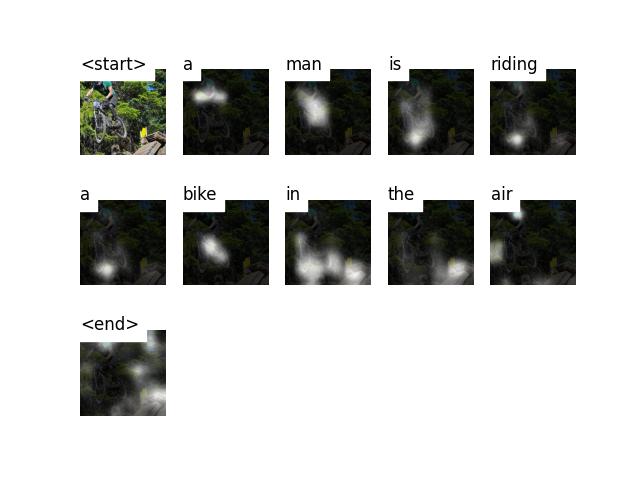 <start> a man is riding
a bike in the air
<end>